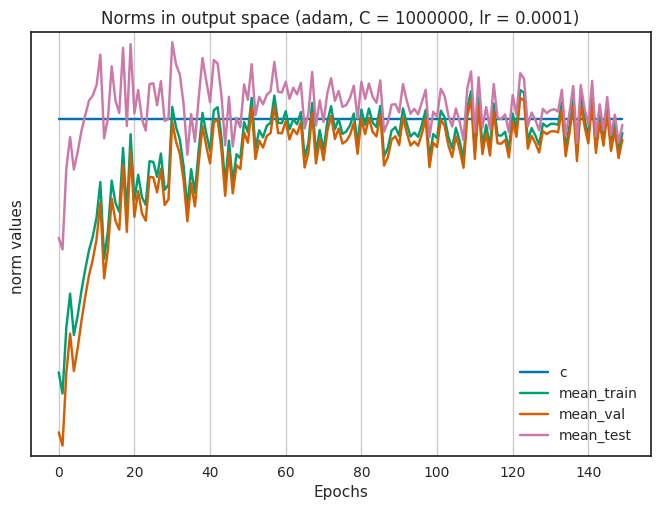 Norms in output space (adam, C = 1000000, lr = 0.0001)
norm values
c
mean_train
mean_val
mean_test
0 20 40 60 80 100 120 140
Epochs